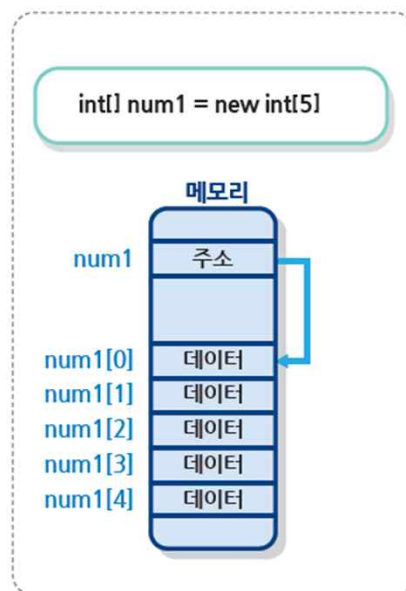 int[] num1 = new int[5]
메모리
num1 주소
num1[0] 데이터
num1[1] 데이터
num1[2] 데이터
num1[3] 데이터
num1[4] 데이터